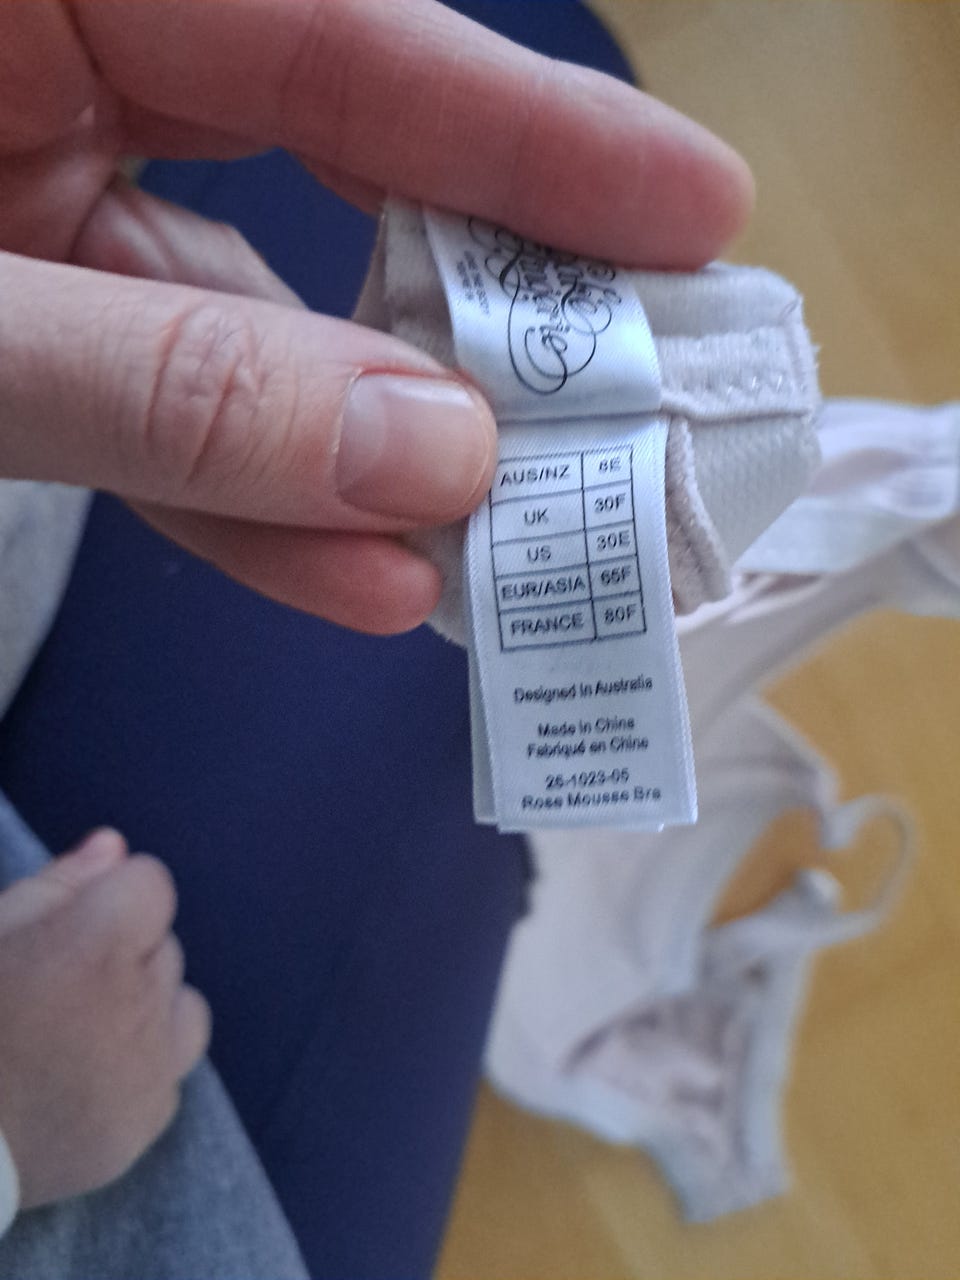 AUS/NZ 8E
UK 30F
US 30E
EUR/ASIA 65F
FRANCE 80F
Designed in Australia
Made in China
Fabriqué en Chine
26-1023-05
Rose Mousse Bra